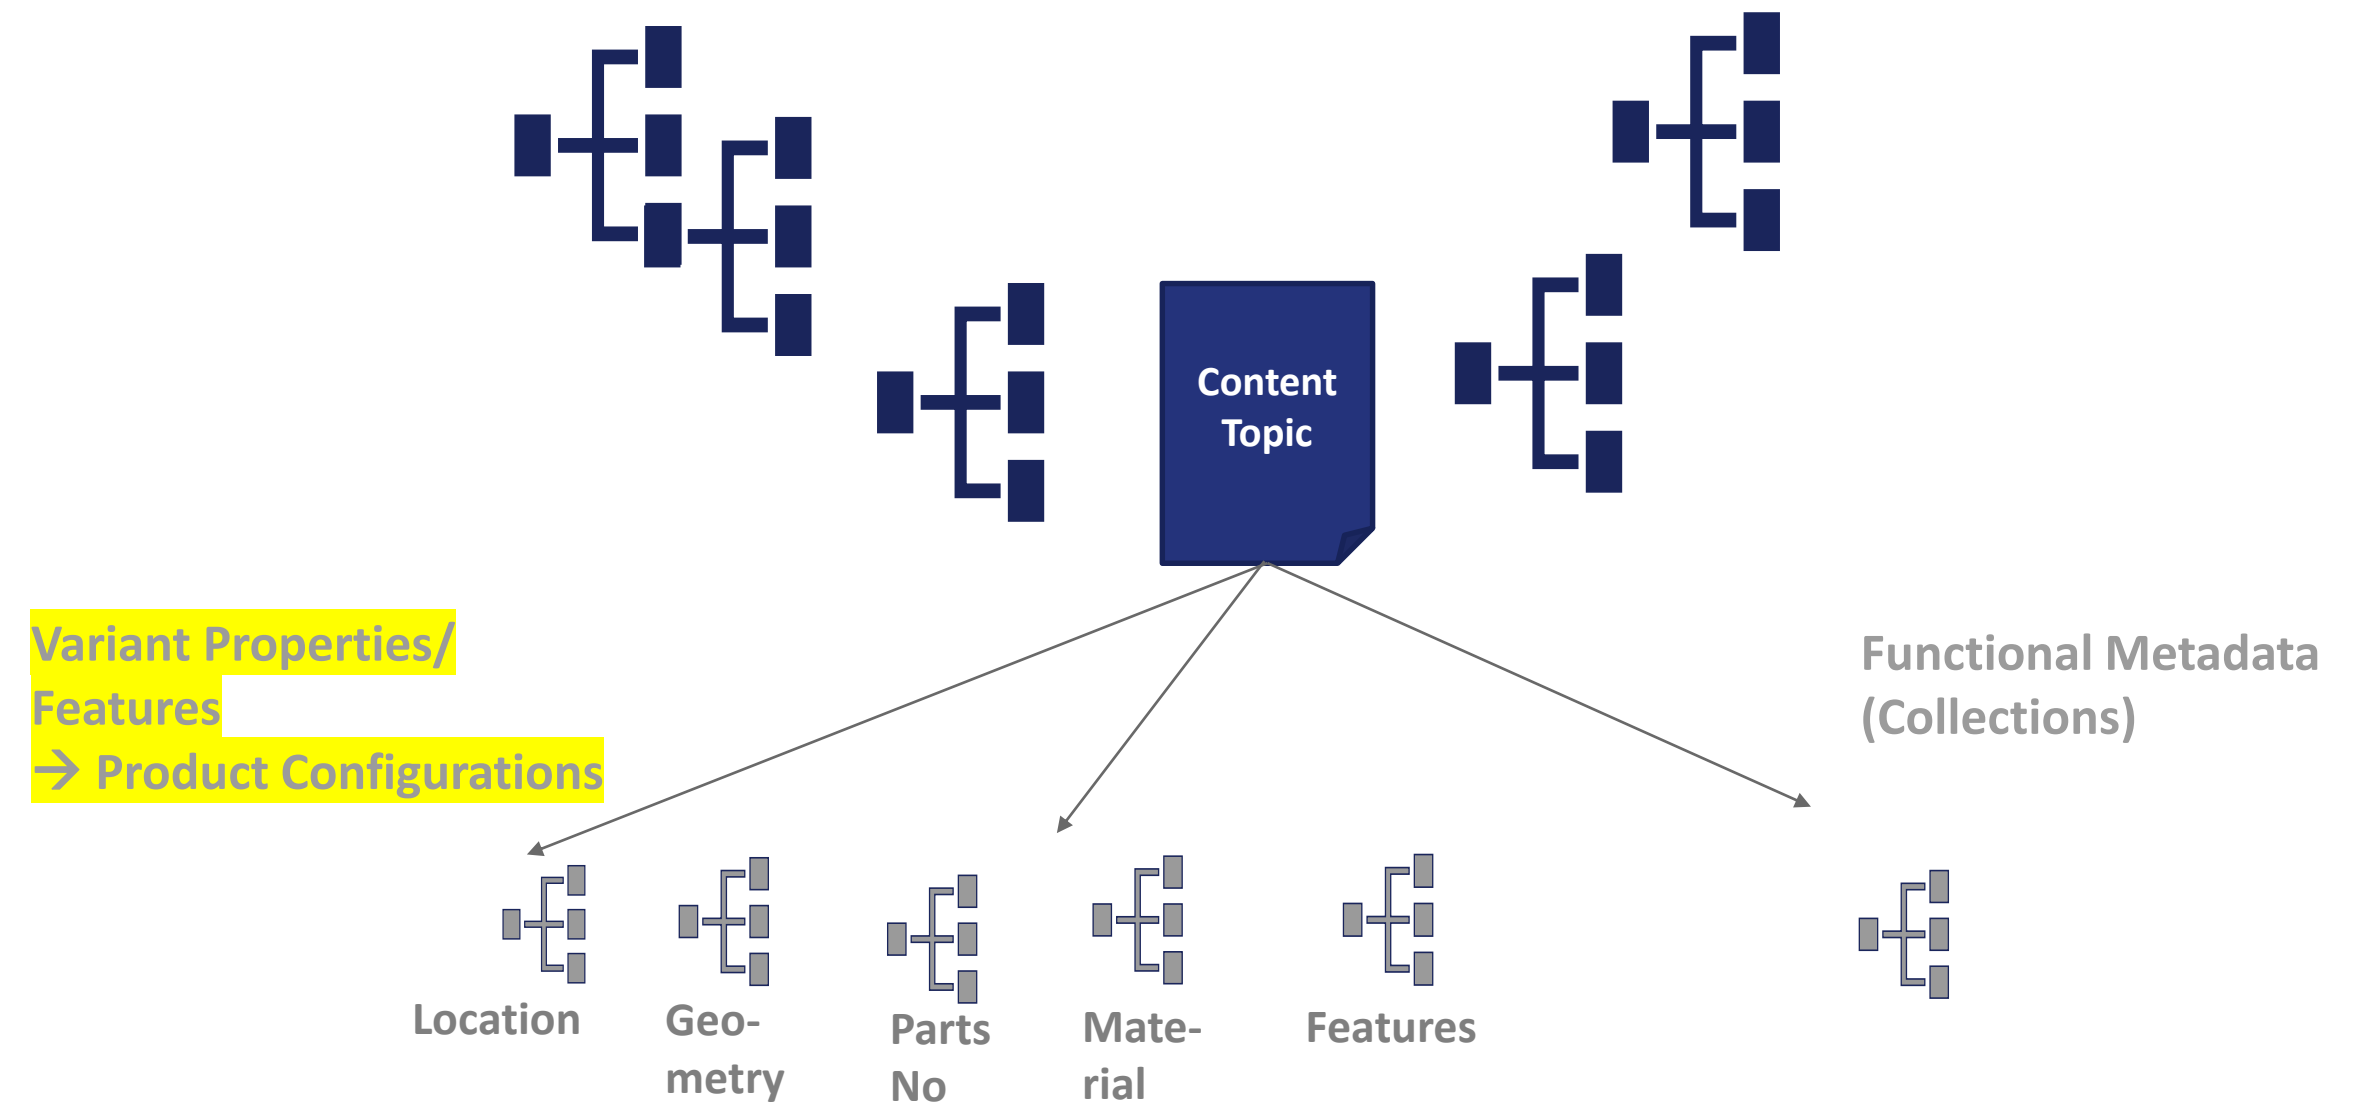 Content
Topic
Variant Properties/
Features
→ Product Configurations
Functional Metadata
(Collections)
Location
Geo-
metry
Parts
No
Mate-
rial
Features